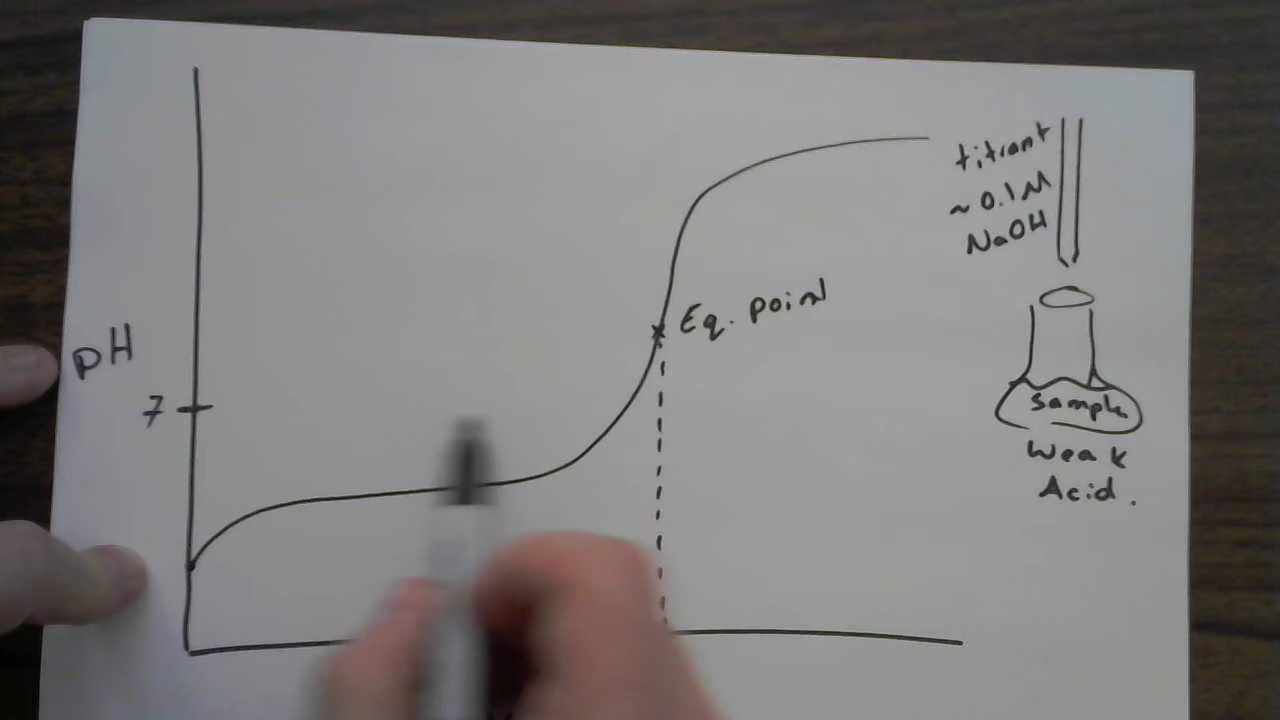 pH
7
Eq. point
titrant
~ 0.1M
NaOH
Sample
Weak
Acid.